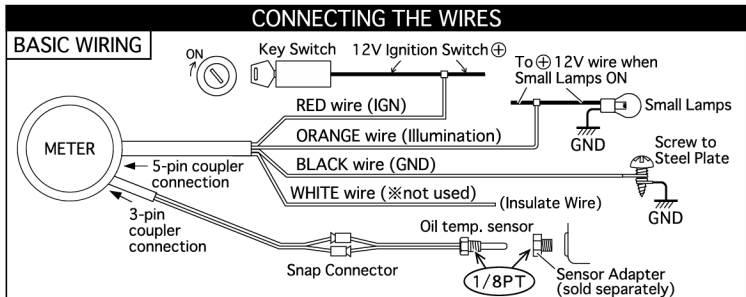 CONNECTING THE WIRES
BASIC WIRING
ON
Key Switch
12V Ignition Switch⊕
To ⊕ 12V wire when
Small Lamps ON
RED wire (IGN)
Small Lamps
ORANGE wire (Illumination)
GND
METER
Screw to
Steel Plate
5-pin coupler
connection
BLACK wire (GND)
WHITE wire (※not used)
(Insulate Wire)
GND
3-pin
coupler
connection
Oil temp. sensor
Snap Connector
1/8PT
Sensor Adapter
(sold separately)